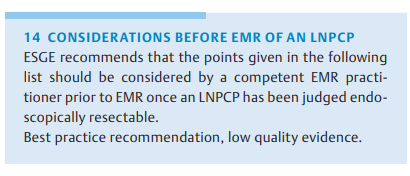 14 CONSIDERATIONS BEFORE EMR OF AN LNPCP
ESGE recommends that the points given in the following
list should be considered by a competent EMR practi-
tioner prior to EMR once an LNPCP has been judged endo-
scopically resectable.
Best practice recommendation, low quality evidence.